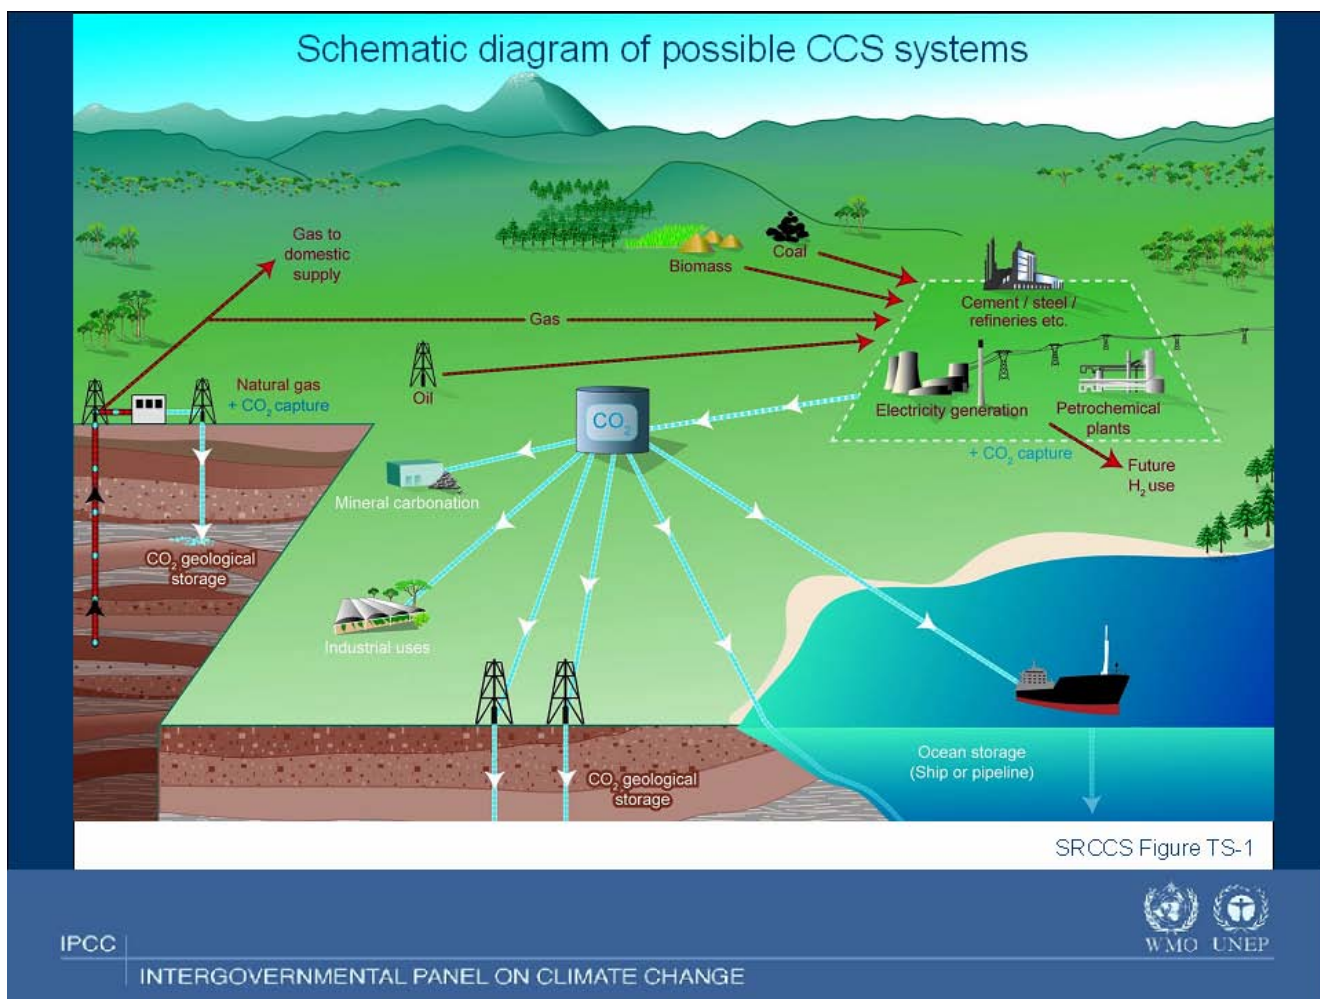 Schematic diagram of possible CCS systems
Gas to
domestic
supply
Biomass
Coal
Cement / steel /
refineries etc.
Gas
Oil
Natural gas
+ CO₂ capture
CO₂
Electricity generation
Petrochemical
plants
+ CO₂ capture
Future
H₂ use
Mineral carbonation
CO₂ geological
storage
Industrial uses
CO₂ geological
storage
Ocean storage
(Ship or pipeline)
SRCCS Figure TS-1
IPCC
INTERGOVERNMENTAL PANEL ON CLIMATE CHANGE
WMO
UNEP